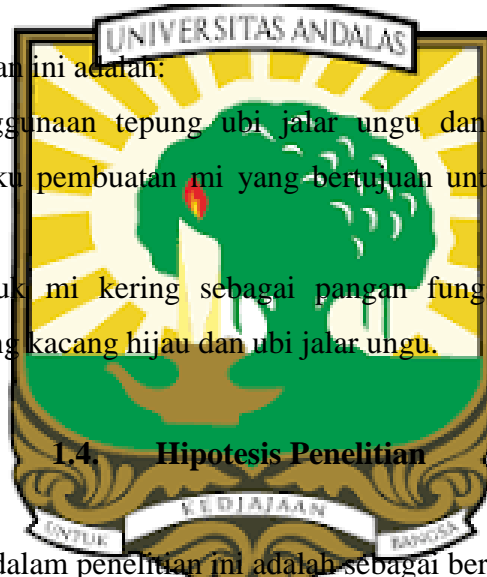 UNIVERSITAS ANDALAS
an ini adalah:
ggunaan tepung ubi jalar ungu dan
ku pembuatan mi yang bertujuan unt
uk mi kering sebagai pangan fung
ng kacang hijau dan ubi jalar ungu.
1.4. Hipotesis Penelitian
KEDJAJAAN
UNTUK BANGSA
dalam penelitian ini adalah sebagai ber